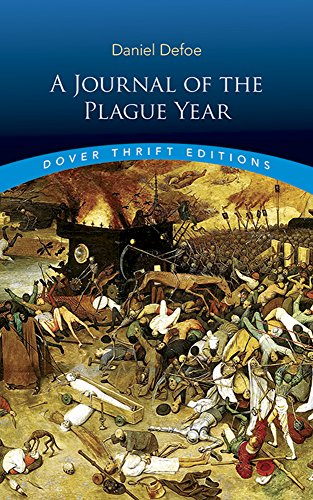 Daniel Defoe
A Journal of the
Plague Year
DOVER THRIFT EDITIONS